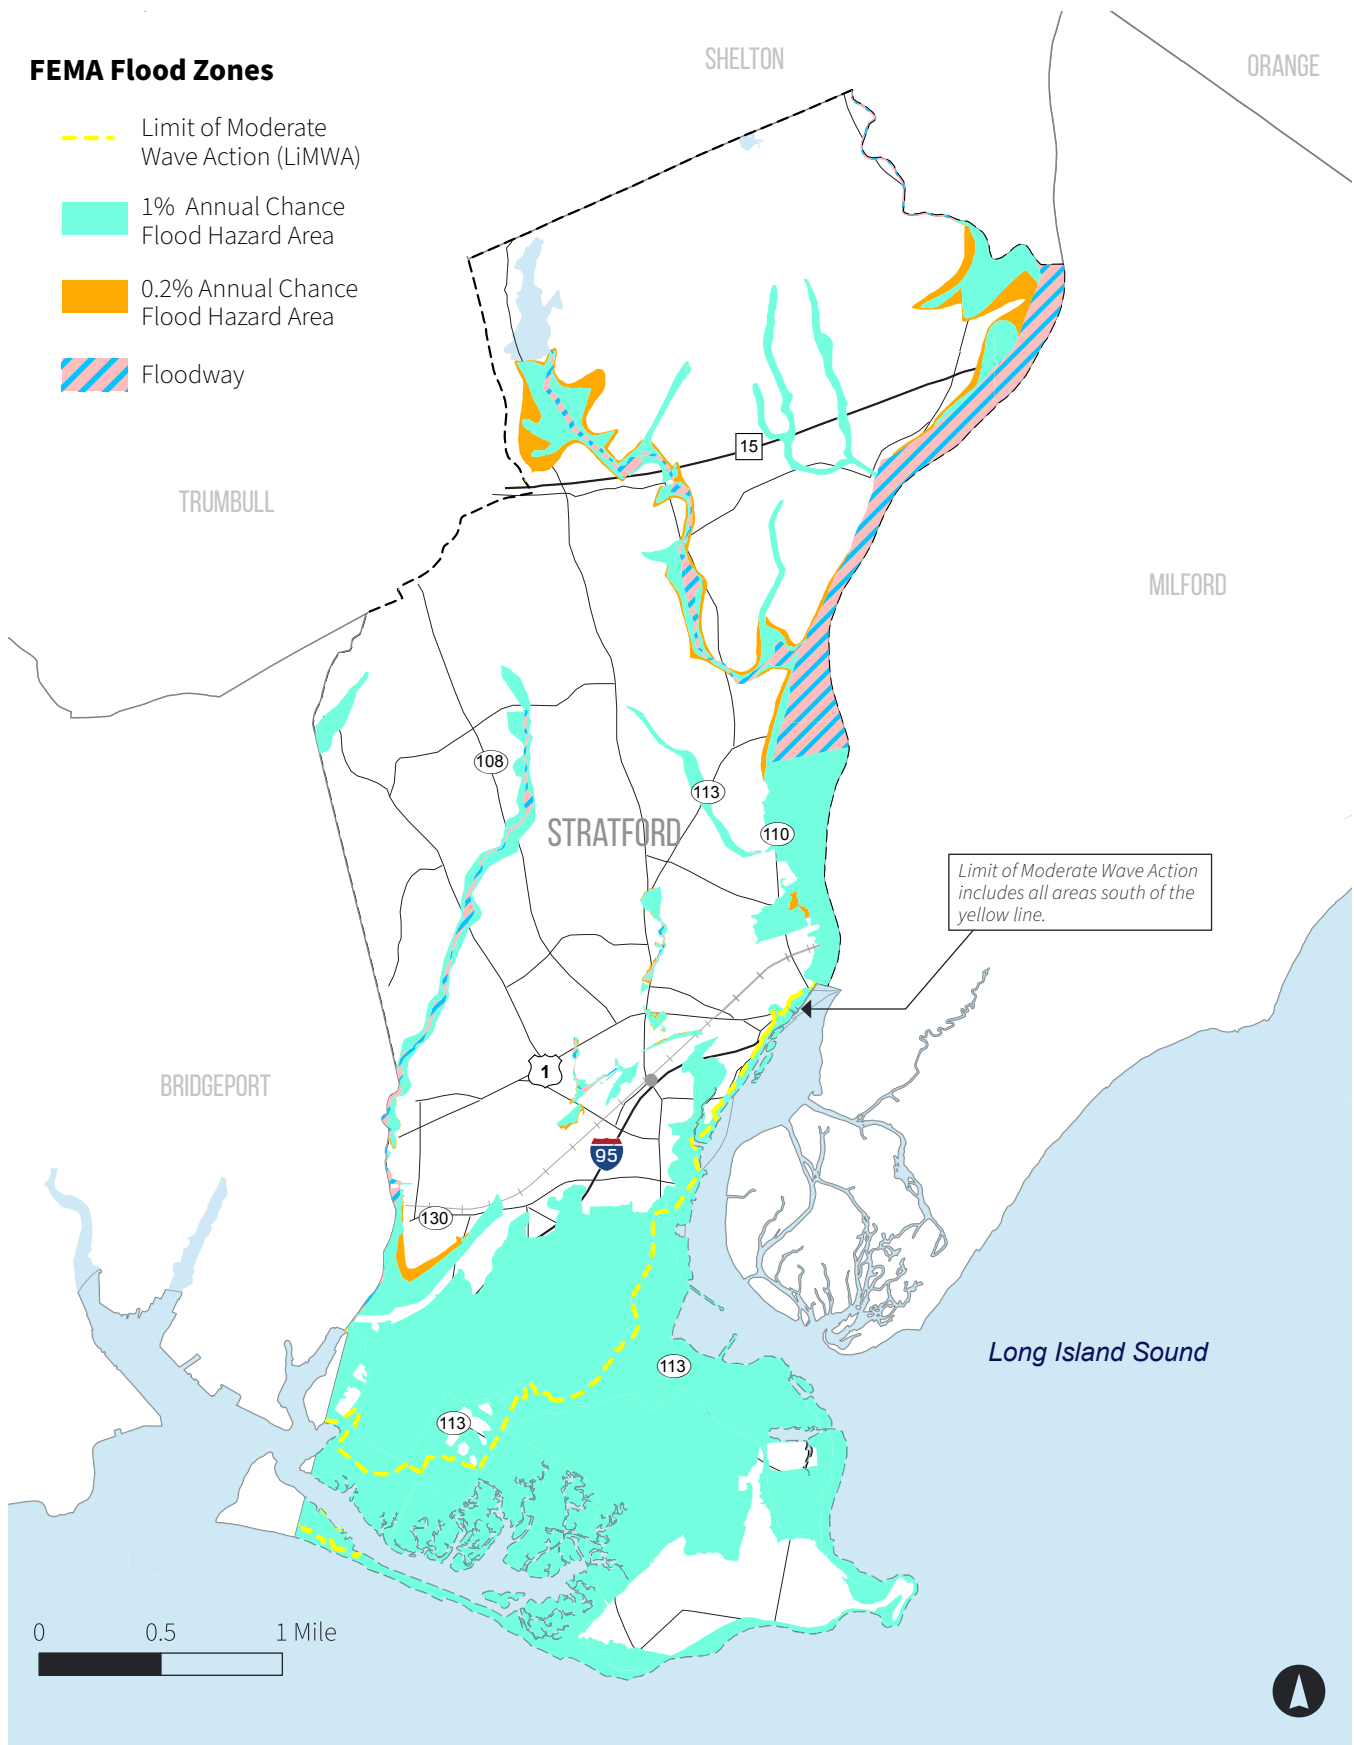 FEMA Flood Zones
Limit of Moderate
Wave Action (LiMWA)
1% Annual Chance
Flood Hazard Area
0.2% Annual Chance
Flood Hazard Area
Floodway
SHELTON
ORANGE
15
TRUMBULL
MILFORD
108
113
110
STRATFORD
Limit of Moderate Wave Action
includes all areas south of the
yellow line.
1
BRIDGEPORT
95
130
Long Island Sound
113
113
0 0.5 1 Mile